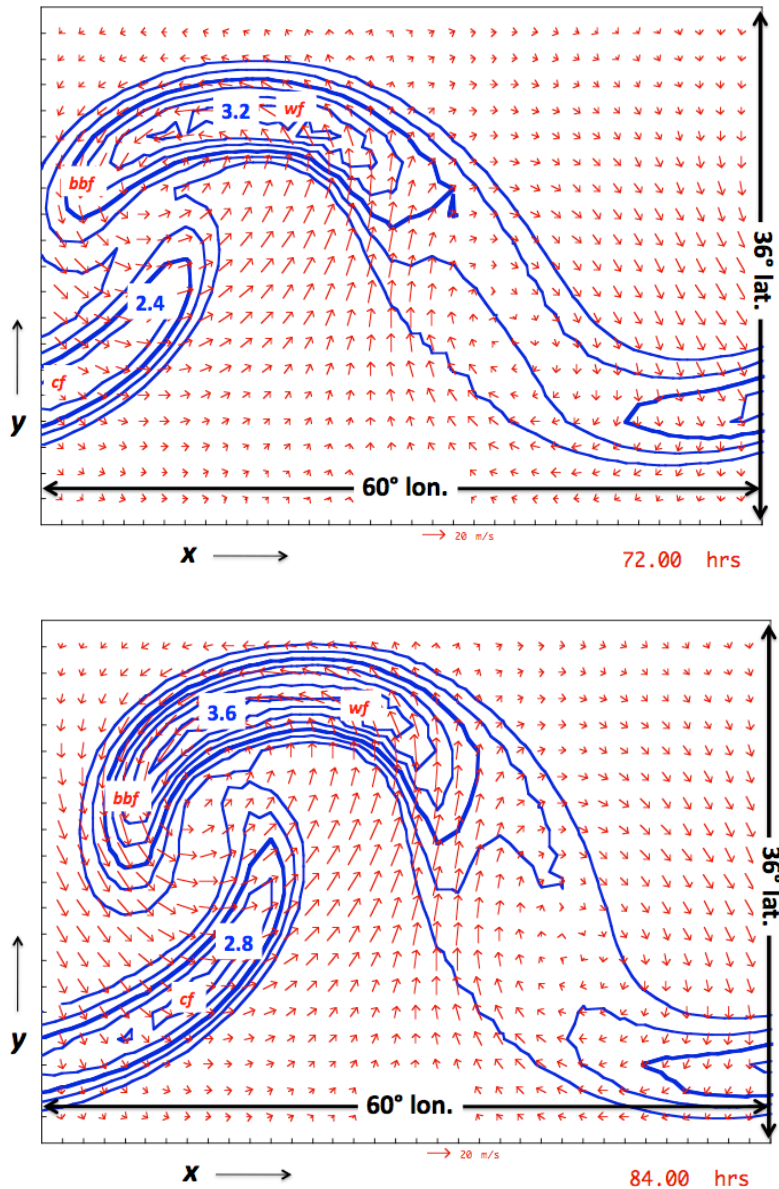 3.2
wf
bbf
36° lat.
2.4
cf
y
60° lon.
x
20 m/s
72.00 hrs
3.6
wf
bbf
36° lat.
2.8
cf
y
60° lon.
x
20 m/s
84.00 hrs